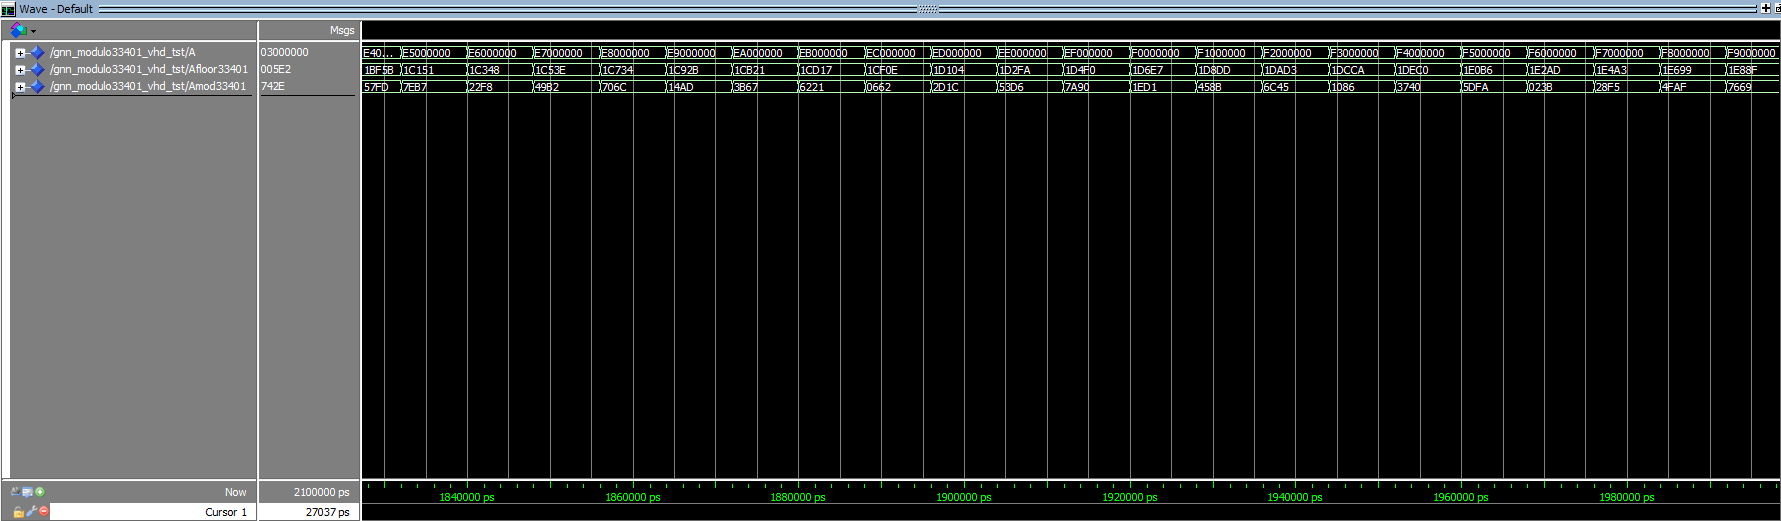 Wave - Default
Msgs
/gnn_modulo33401_vhd_tst/A 03000000 E40... E5000000 E6000000 E7000000 E8000000 E9000000 EA000000 EB000000 EC000000 ED000000 EE000000 EF000000 F0000000 F1000000 F2000000 F3000000 F4000000 F5000000 F6000000 F7000000 F8000000 F9000000
/gnn_modulo33401_vhd_tst/Afloor33401 005E2 1BF5B 1C151 1C348 1C53E 1C734 1C92B 1CB21 1CD17 1CF0E 1D104 1D2FA 1D4F0 1D6E7 1D8DD 1DAD3 1DCCA 1DEC0 1E0B6 1E2AD 1E4A3 1E699 1E88F
/gnn_modulo33401_vhd_tst/Amod33401 742E 57FD 7EB7 22F8 49B2 706C 14AD 3B67 6221 0662 2D1C 53D6 7A90 1ED1 458B 6C45 1086 3740 5DFA 023B 28F5 4FAF 7669
Now 2100000 ps 1840000 ps 1860000 ps 1880000 ps 1900000 ps 1920000 ps 1940000 ps 1960000 ps 1980000 ps
Cursor 1 27037 ps